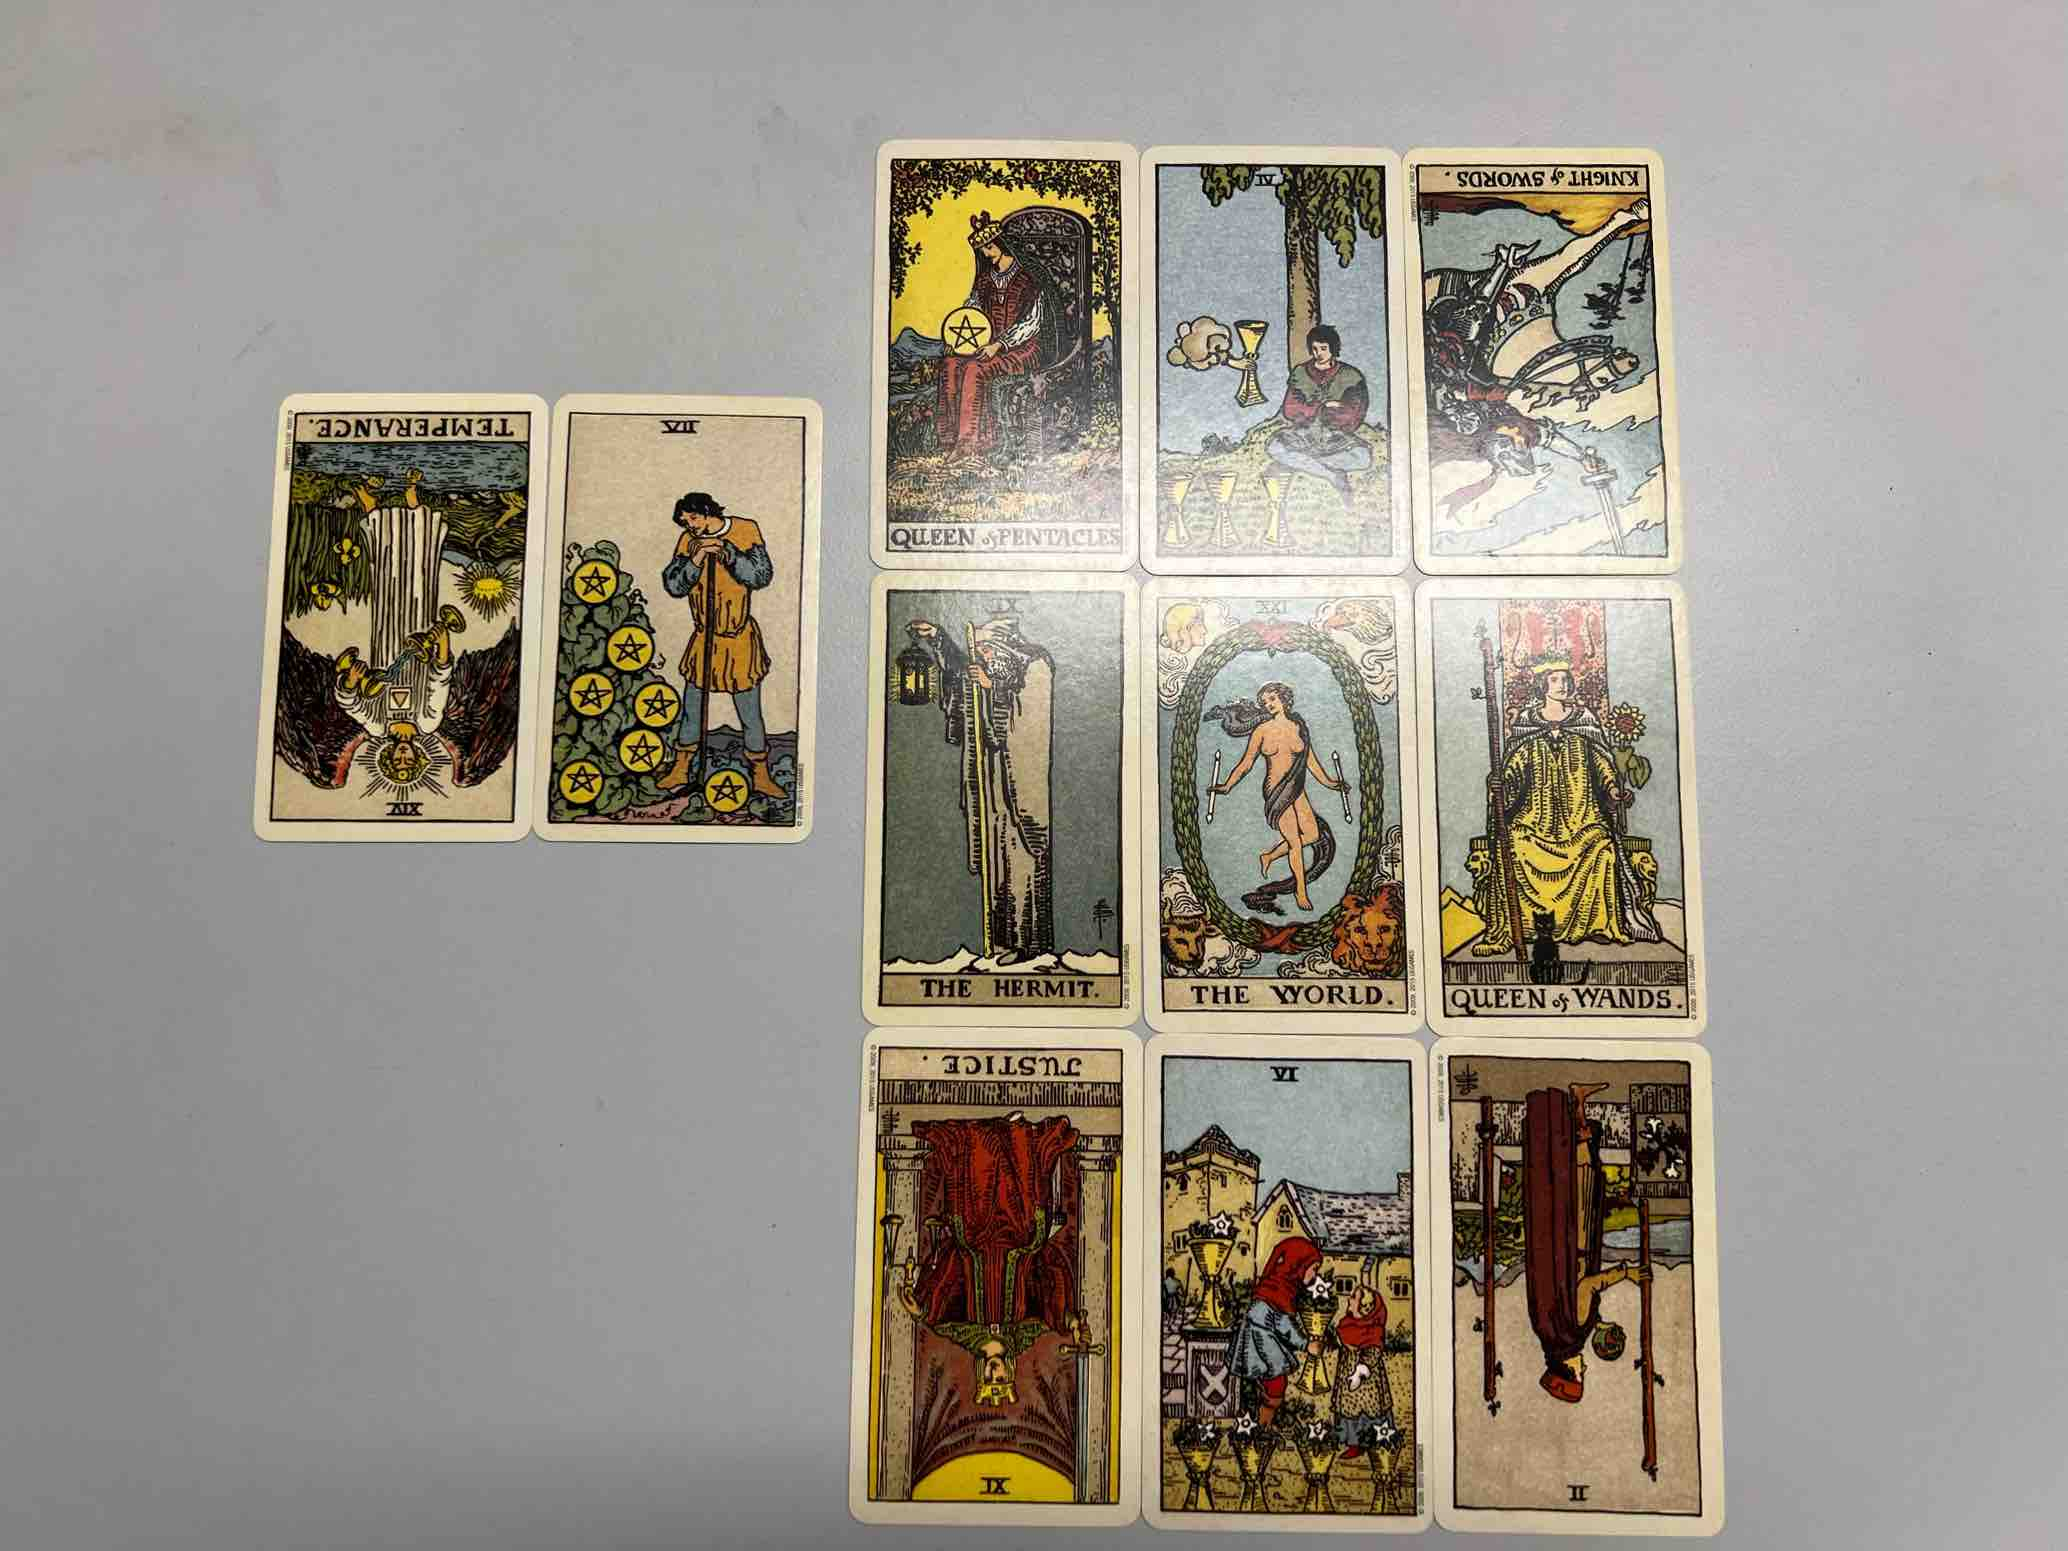 TEMPERANCE.
XIV
VII
QUEEN of PENTACLES
IV
KNIGHT of SWORDS.
IX
THE HERMIT.
XXI
THE WORLD.
QUEEN of WANDS.
JUSTICE.
XI
VI
II